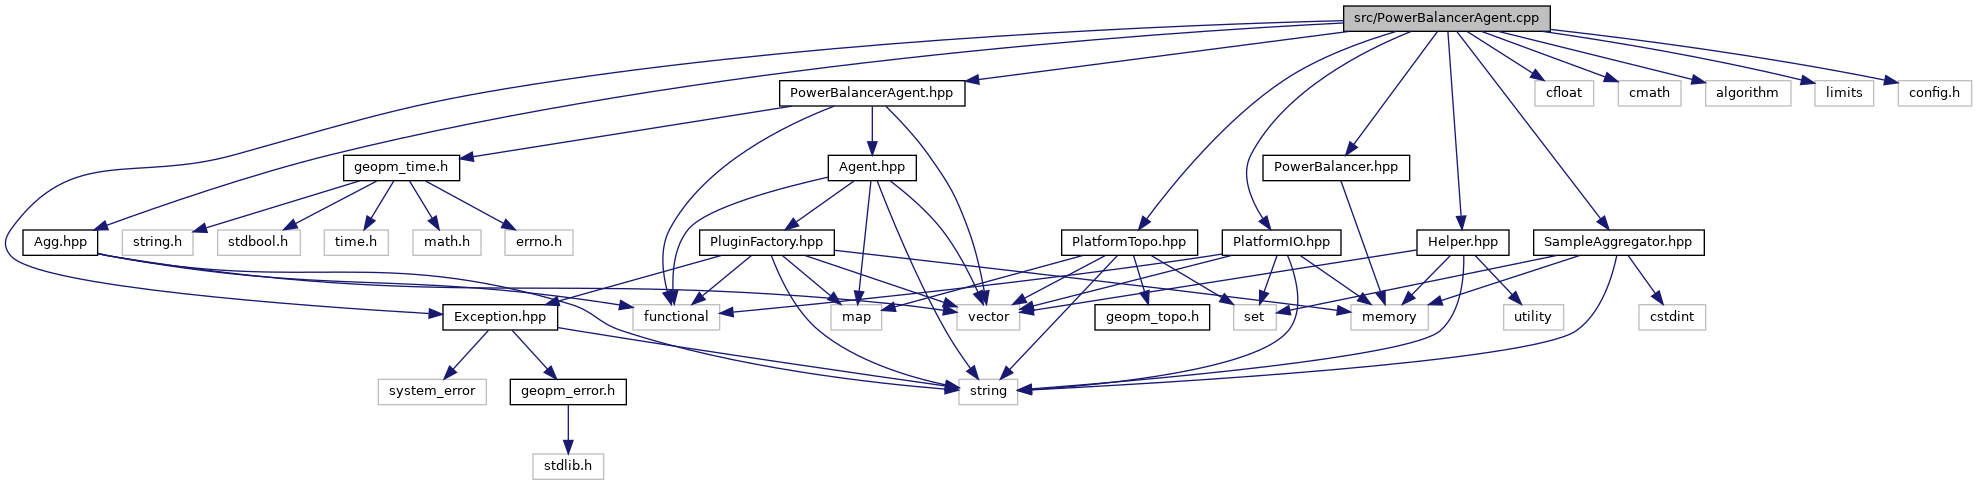 src/PowerBalancerAgent.cpp
PowerBalancerAgent.hpp
cfloat
cmath
algorithm
limits
config.h
geopm_time.h
Agent.hpp
PowerBalancer.hpp
Agg.hpp
string.h
stdbool.h
time.h
math.h
errno.h
PluginFactory.hpp
PlatformTopo.hpp
PlatformIO.hpp
Helper.hpp
SampleAggregator.hpp
Exception.hpp
functional
map
vector
geopm_topo.h
set
memory
utility
cstdint
system_error
geopm_error.h
string
stdlib.h